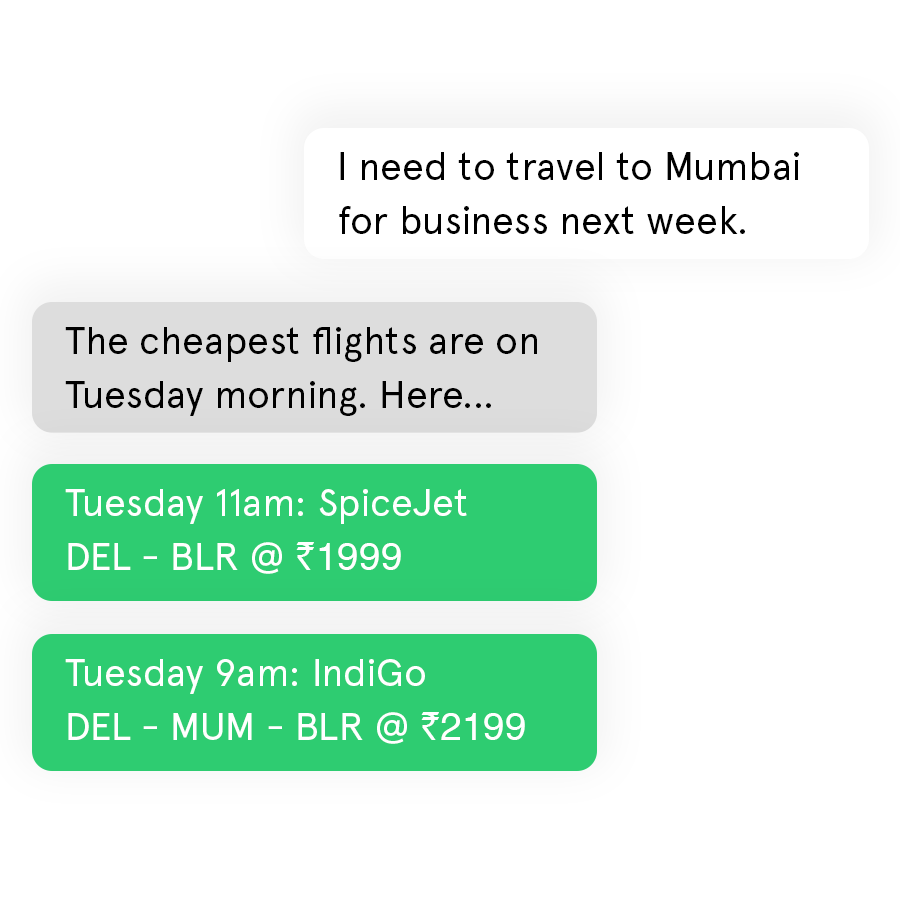 I need to travel to Mumbai
for business next week.
The cheapest flights are on
Tuesday morning. Here...
Tuesday 11am: SpiceJet
DEL - BLR @ ₹1999
Tuesday 9am: IndiGo
DEL - MUM - BLR @ ₹2199